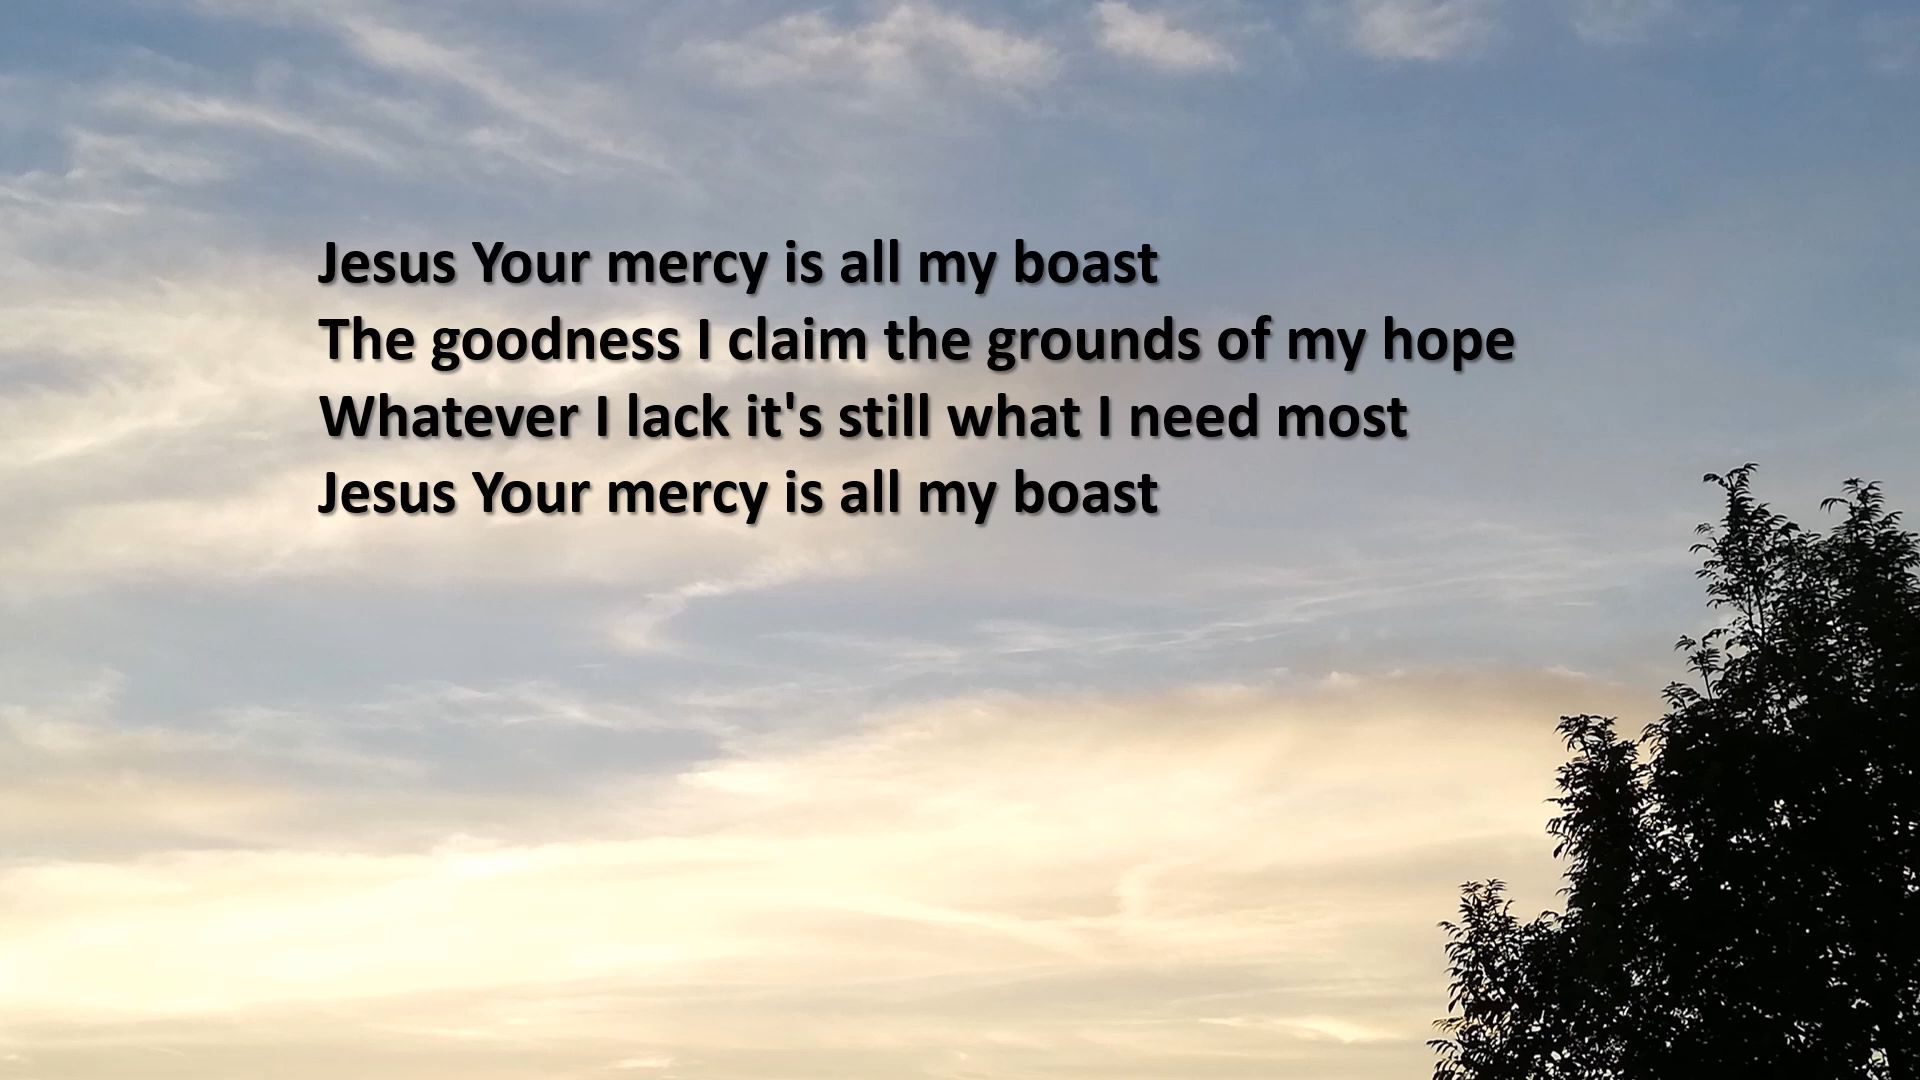 Jesus Your mercy is all my boast
The goodness I claim the grounds of my hope
Whatever I lack it's still what I need most
Jesus Your mercy is all my boast